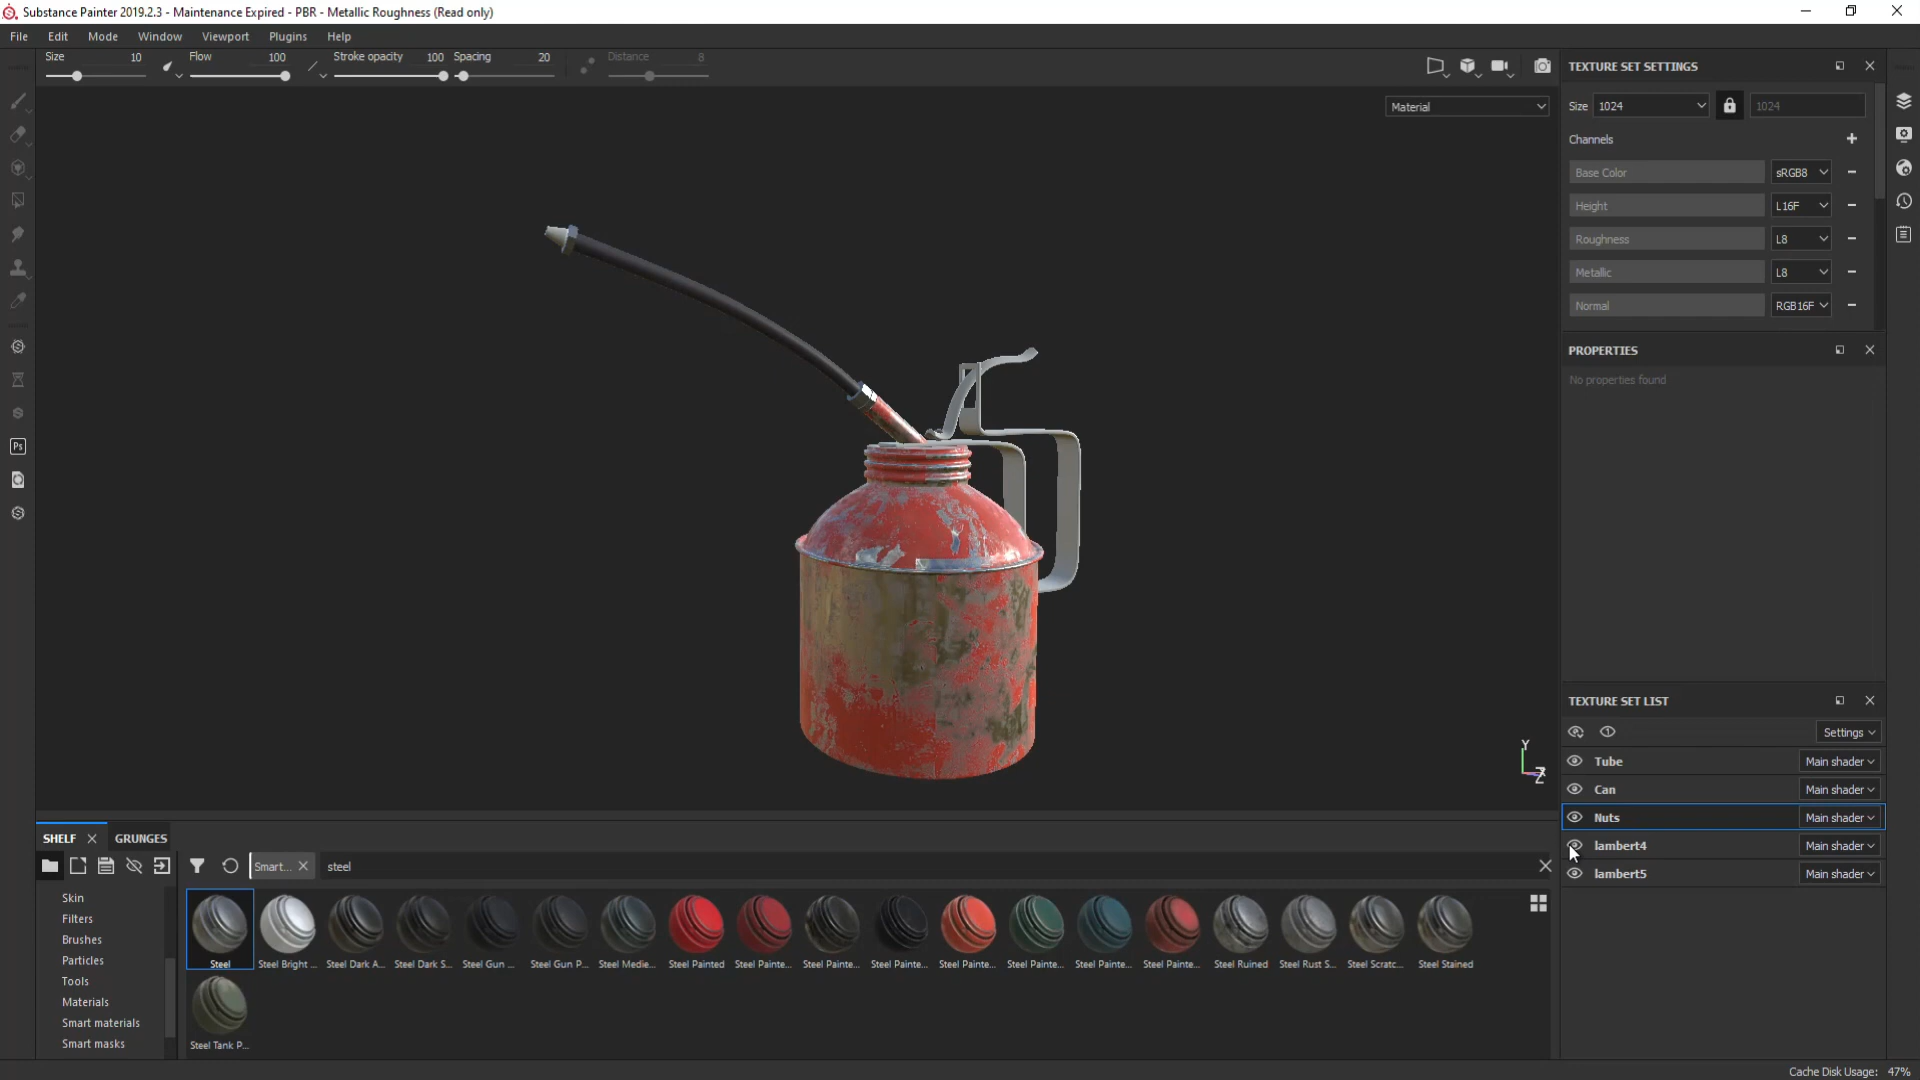 Substance Painter 2019.2.3 - Maintenance Expired - PBR - Metallic Roughness (Read only)
File Edit Mode Window Viewport Plugins Help
Size 10 Flow 100 Stroke opacity 100 Spacing 20 Distance 8
Material
TEXTURE SET SETTINGS
Size 1024 1024
Channels
Base Color sRGB8
Height L16F
Roughness L8
Metallic L8
Normal RGB16F
PROPERTIES
No properties found
Y
Z
TEXTURE SET LIST
Settings
Tube Main shader
Can Main shader
Nuts Main shader
lambert4 Main shader
lambert5 Main shader
Ps
SHELF GRUNGES
Smart... steel
Skin
Filters
Brushes
Particles
Tools
Materials
Smart materials
Smart masks
Steel Steel Bright ... Steel Dark A... Steel Dark S... Steel Gun ... Steel Gun P... Steel Medie... Steel Painted Steel Painte... Steel Painte... Steel Painte... Steel Painte... Steel Painte... Steel Painte... Steel Painte... Steel Ruined Steel Rust S... Steel Scratc... Steel Stained
Steel Tank P...
Cache Disk Usage: 47%